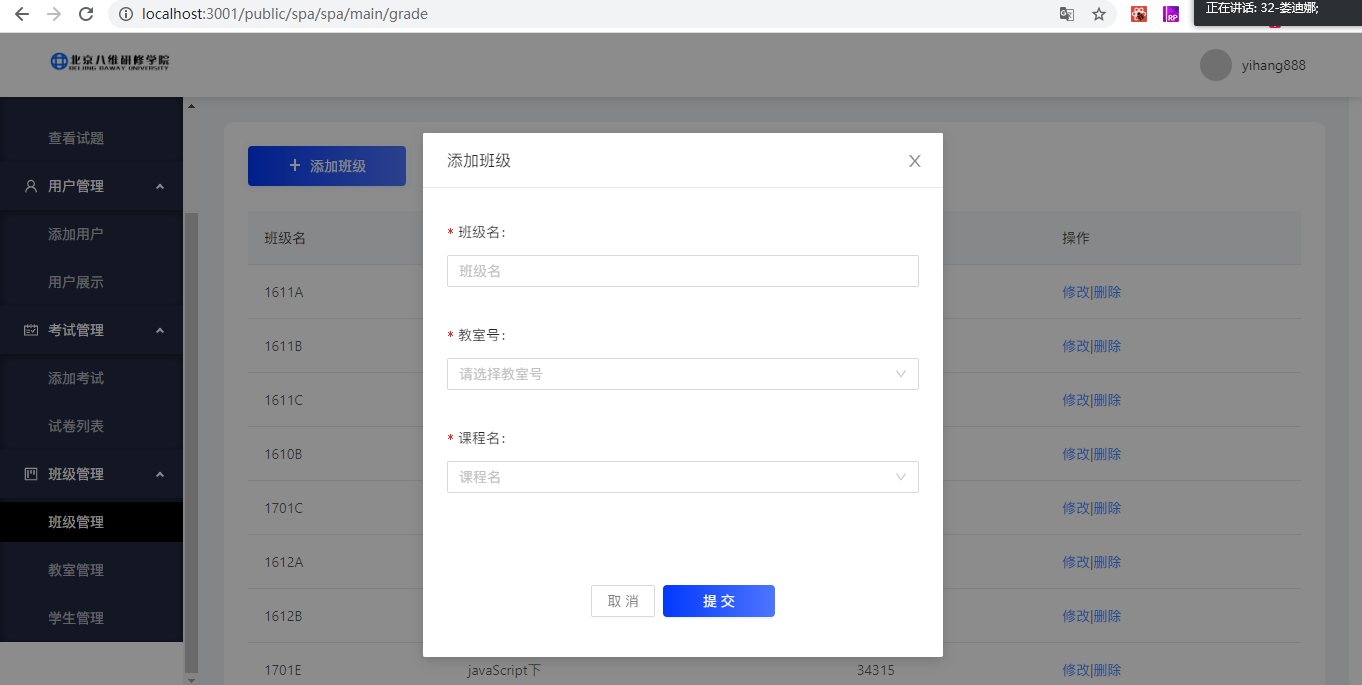 localhost:3001/public/spa/spa/main/grade
正在讲话: 32-娄迪娜;
北京八维研修学院
BEIJING BAWAY UNIVERSITY
yihang888
查看试题
用户管理
添加用户
用户展示
考试管理
添加考试
试卷列表
班级管理
班级管理
教室管理
学生管理
+ 添加班级
班级名
操作
1611A
修改|删除
1611B
修改|删除
1611C
修改|删除
1610B
修改|删除
1701C
修改|删除
1612A
修改|删除
1612B
修改|删除
1701E
javaScript下
34315
修改|删除
添加班级
* 班级名:
班级名
* 教室号:
请选择教室号
* 课程名:
课程名
取 消
提 交